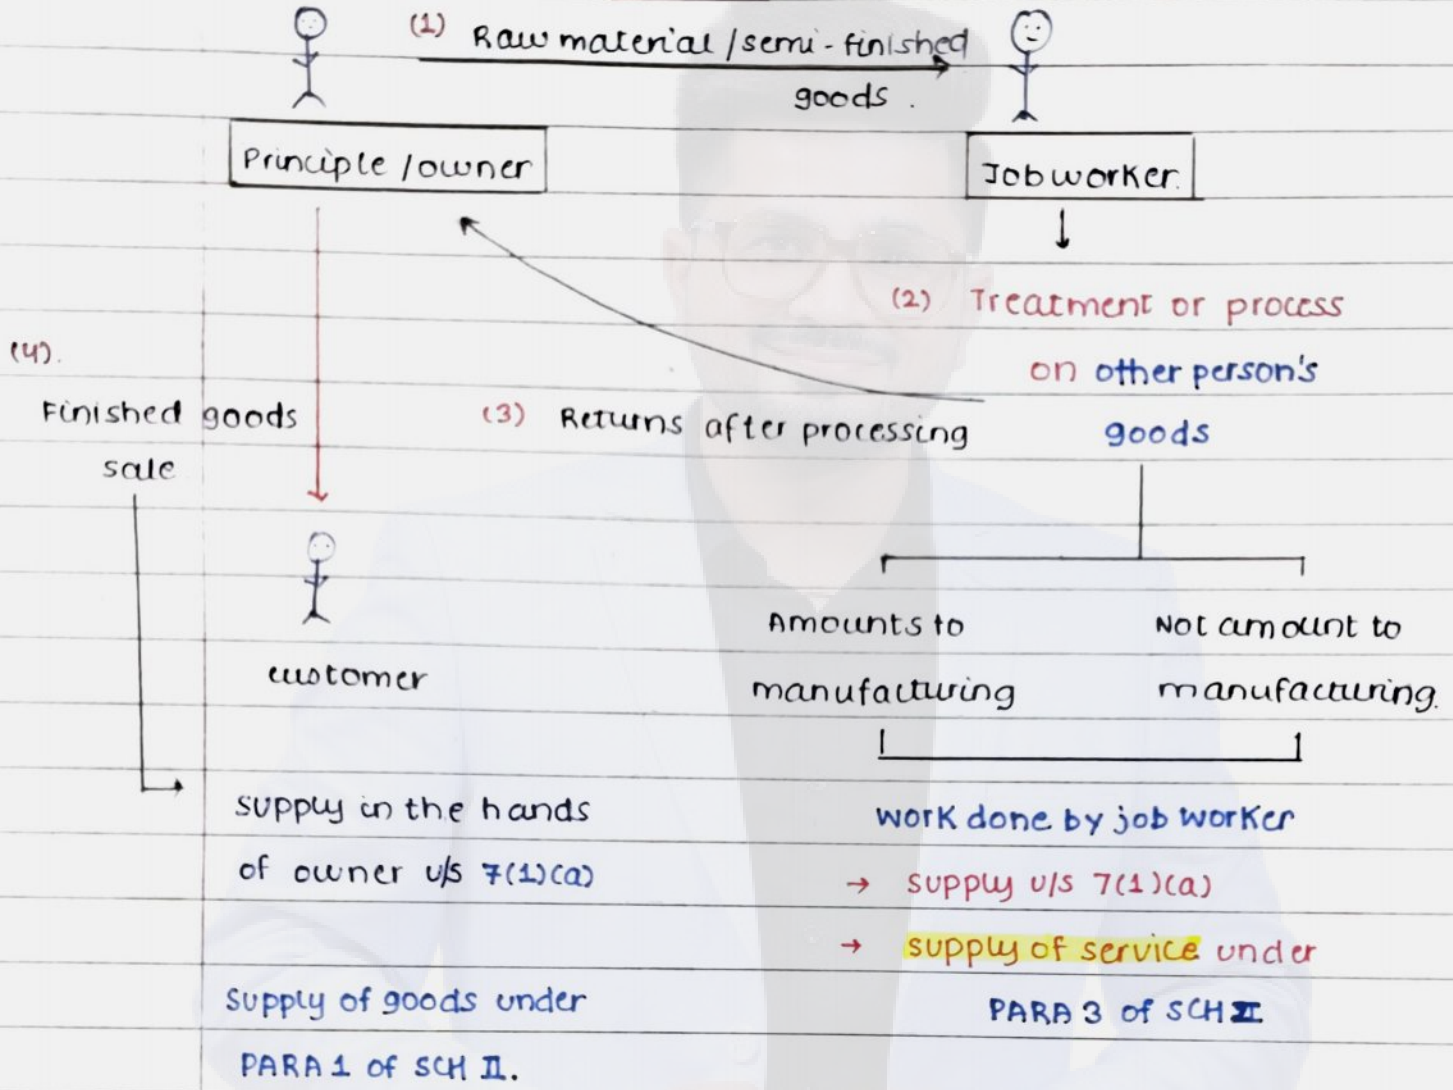 (1) Raw material / semi-finished
goods.
Principle / owner
Job worker.
(2) Treatment or process
on other person's
goods
(3) Returns after processing
(4).
Finished goods
sale
customer
Amounts to
manufacturing
Not amount to
manufacturing.
supply in the hands
of owner u/s 7(1)(a)
Supply of goods under
PARA 1 of SCH II.
work done by job worker
→ supply u/s 7(1)(a)
→ supply of service under
PARA 3 of SCH II